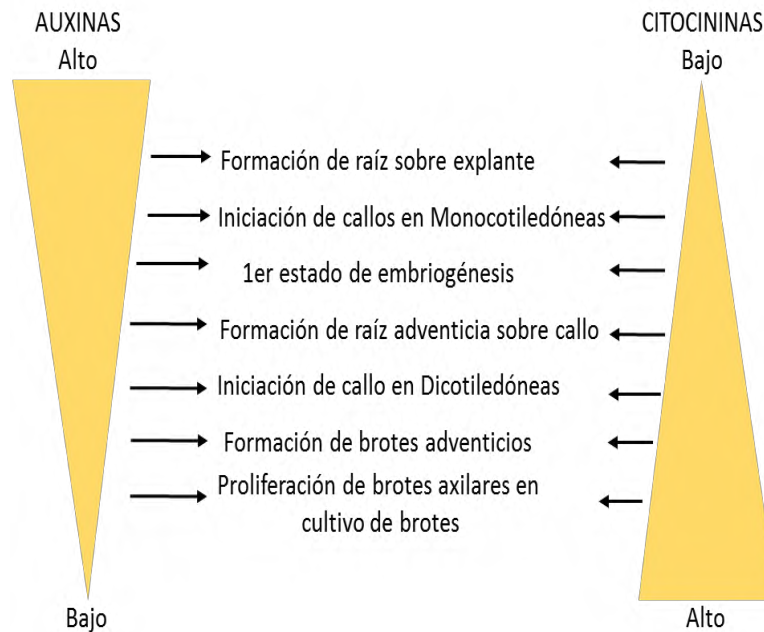 AUXINAS
Alto
CITOCININAS
Bajo
Formación de raíz sobre explante
Iniciación de callos en Monocotiledóneas
1er estado de embriogénesis
Formación de raíz adventicia sobre callo
Iniciación de callo en Dicotiledóneas
Formación de brotes adventicios
Proliferación de brotes axilares en
cultivo de brotes
Bajo
Alto